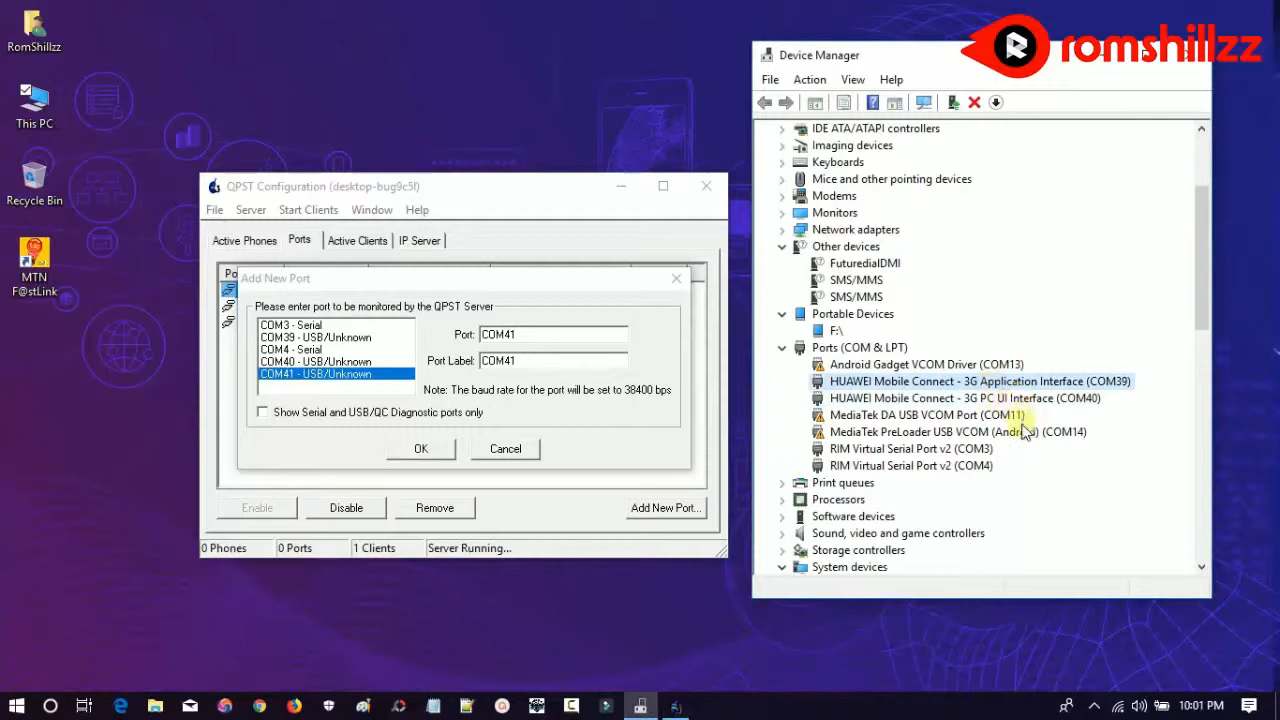 RomShillzz
This PC
Recycle Bin
MTN
F@stLink
romshillzz
QPST Configuration (desktop-bug9c5l)
File Server Start Clients Window Help
Active Phones Ports Active Clients IP Server
Po
Add New Port
Please enter port to be monitored by the QPST Server
COM3 - Serial
COM39 - USB/Unknown
COM4 - Serial
COM40 - USB/Unknown
COM41 - USB/Unknown
Port: COM41
Port Label: COM41
Note: The baud rate for the port will be set to 38400 bps
Show Serial and USB/QC Diagnostic ports only
OK Cancel
Enable Disable Remove Add New Port...
0 Phones 0 Ports 1 Clients Server Running...
Device Manager
File Action View Help
IDE ATA/ATAPI controllers
Imaging devices
Keyboards
Mice and other pointing devices
Modems
Monitors
Network adapters
Other devices
FuturedialDMI
SMS/MMS
SMS/MMS
Portable Devices
F:\
Ports (COM & LPT)
Android Gadget VCOM Driver (COM13)
HUAWEI Mobile Connect - 3G Application Interface (COM39)
HUAWEI Mobile Connect - 3G PC UI Interface (COM40)
MediaTek DA USB VCOM Port (COM11)
MediaTek PreLoader USB VCOM (Android) (COM14)
RIM Virtual Serial Port v2 (COM3)
RIM Virtual Serial Port v2 (COM4)
Print queues
Processors
Software devices
Sound, video and game controllers
Storage controllers
System devices
10:01 PM